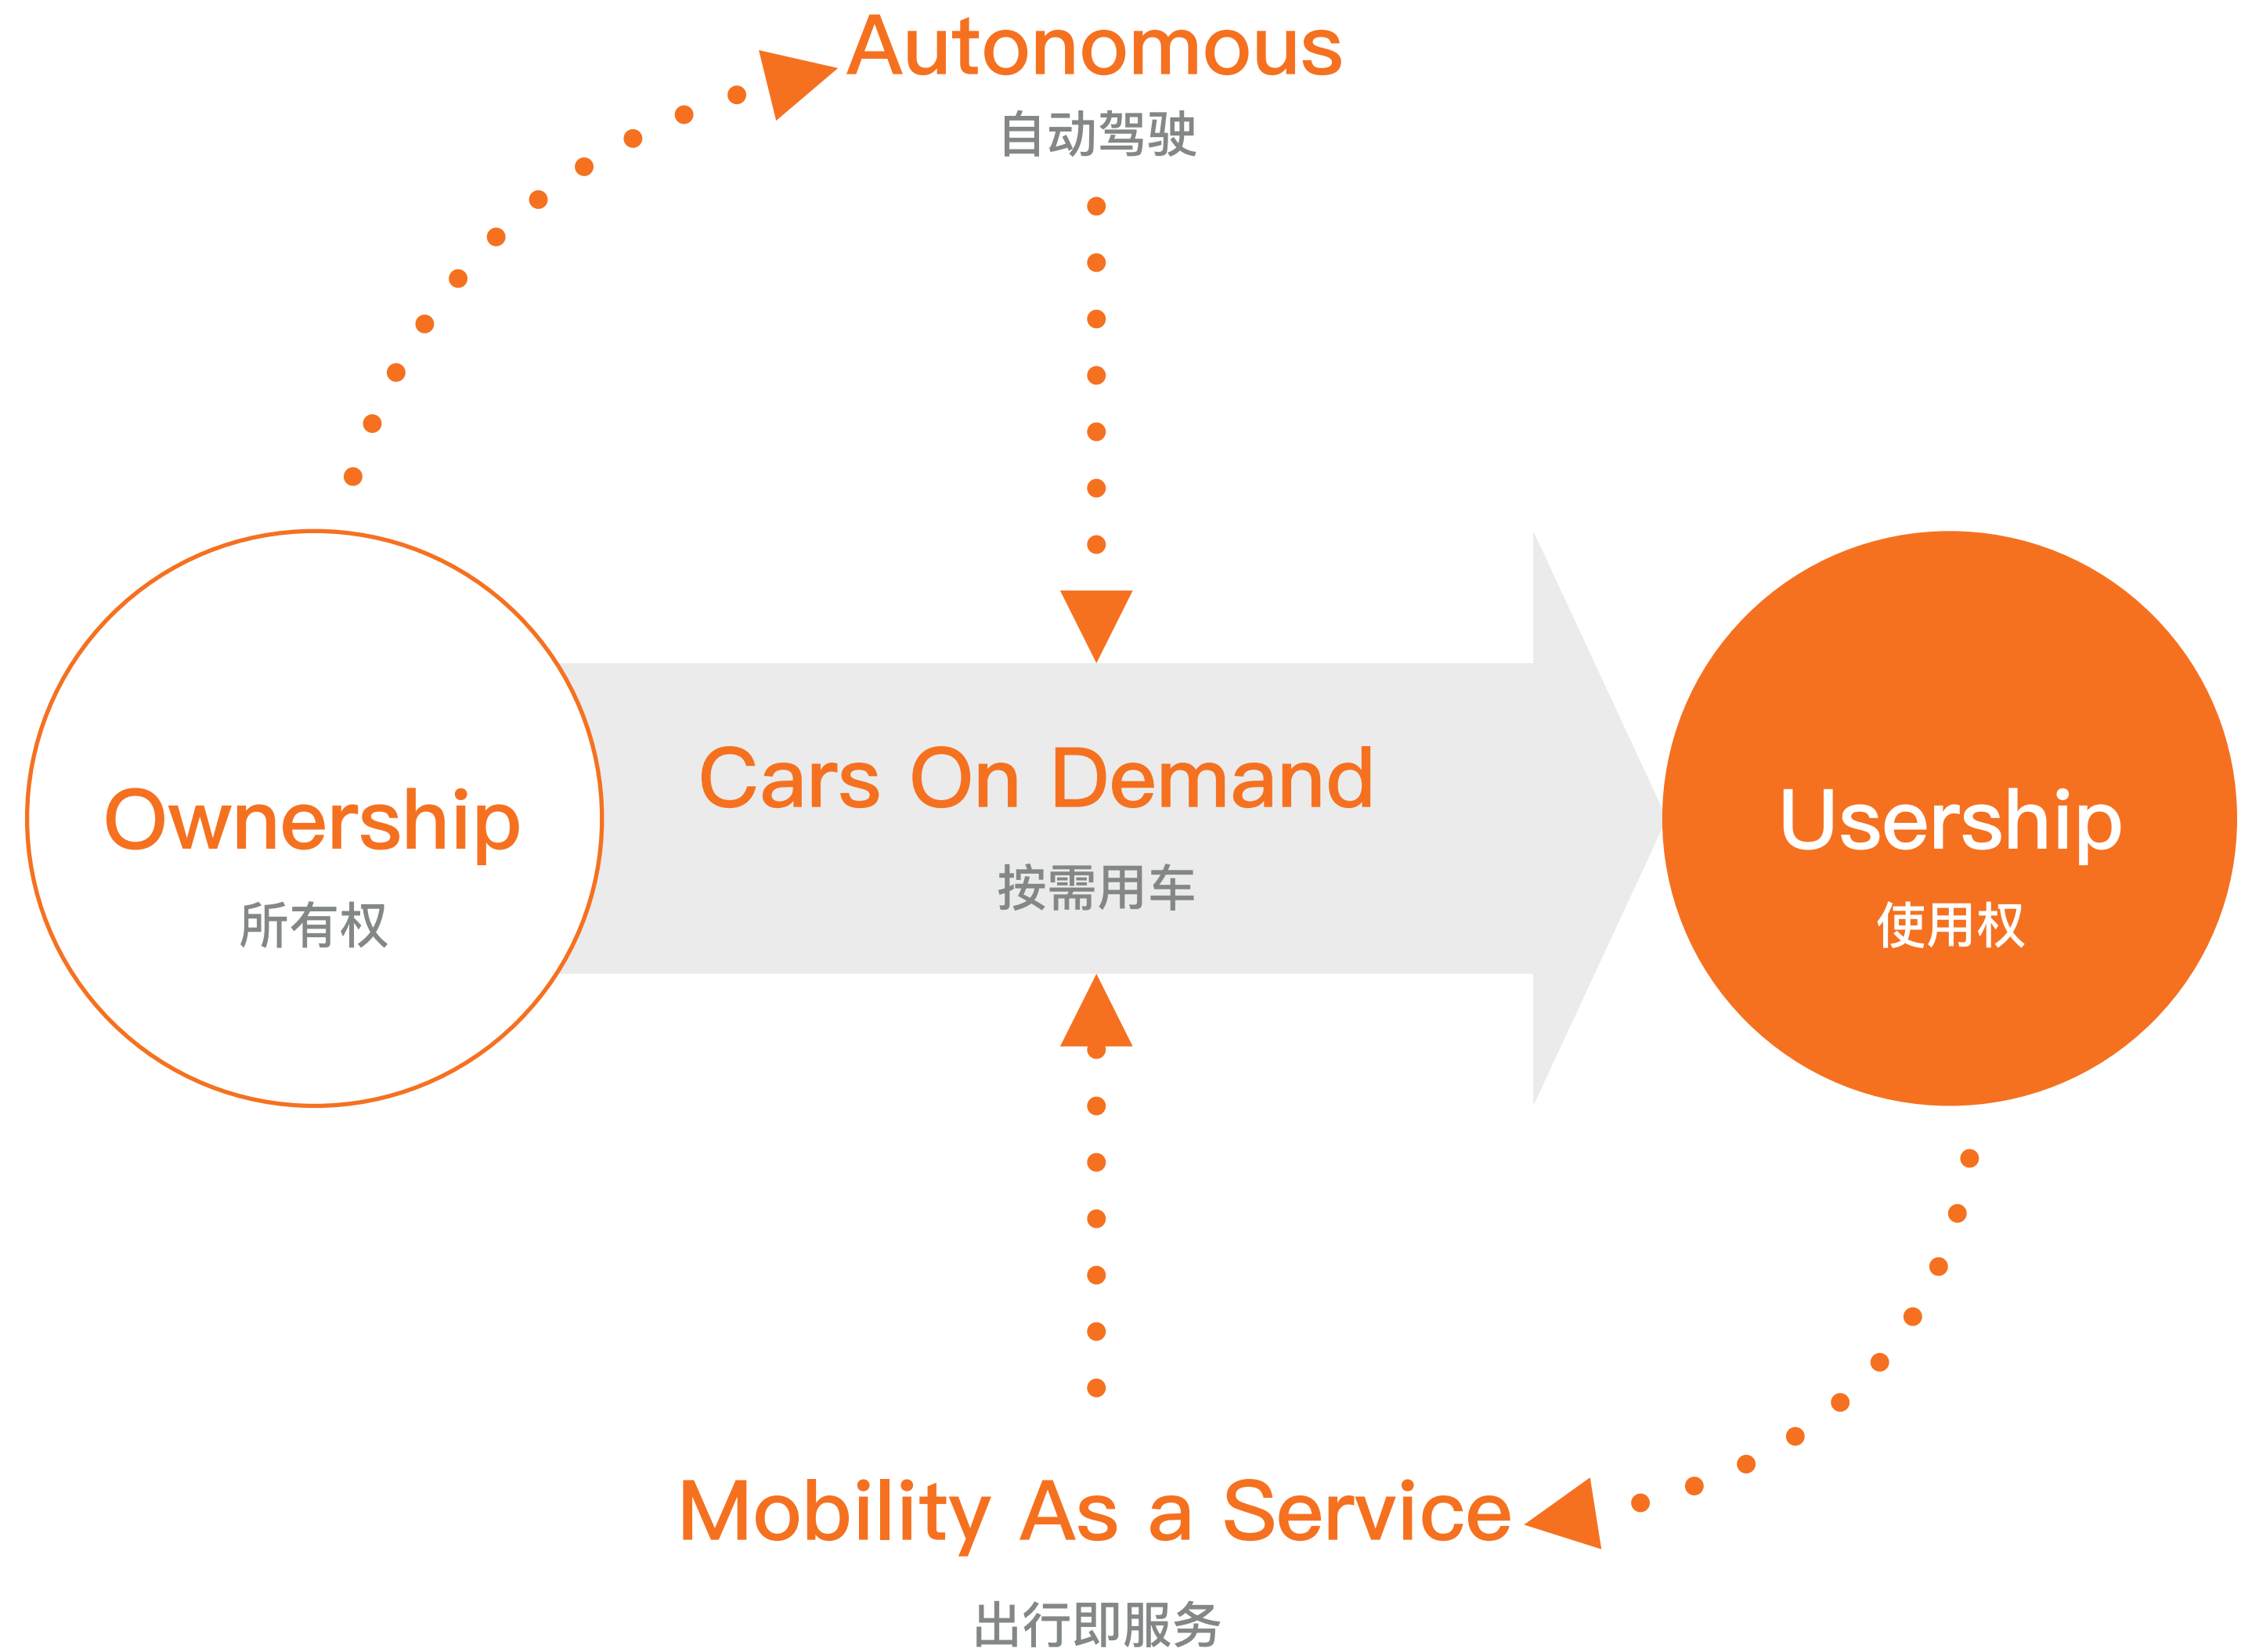 Autonomous
自动驾驶
Ownership
所有权
Cars On Demand
按需用车
Usership
使用权
Mobility As a Service
出行即服务